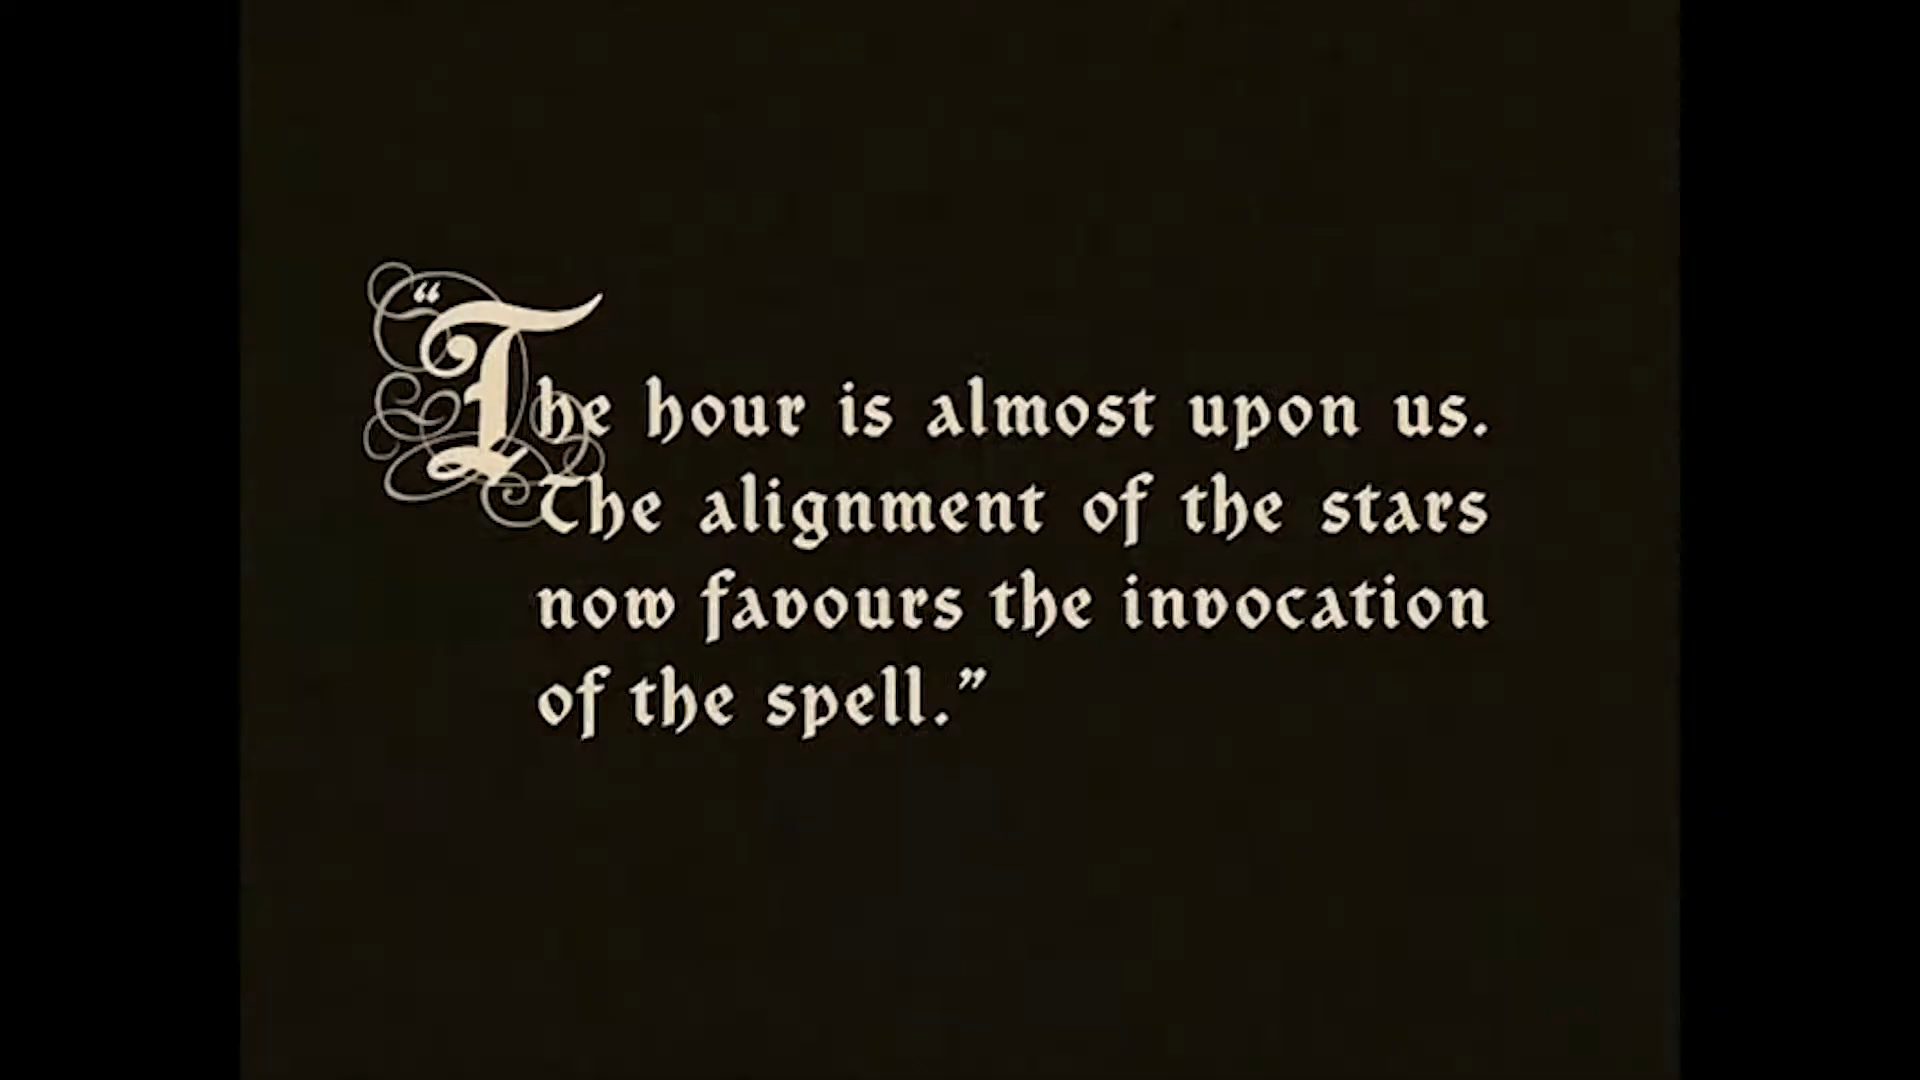 “The hour is almost upon us.
The alignment of the stars
now favours the invocation
of the spell.”